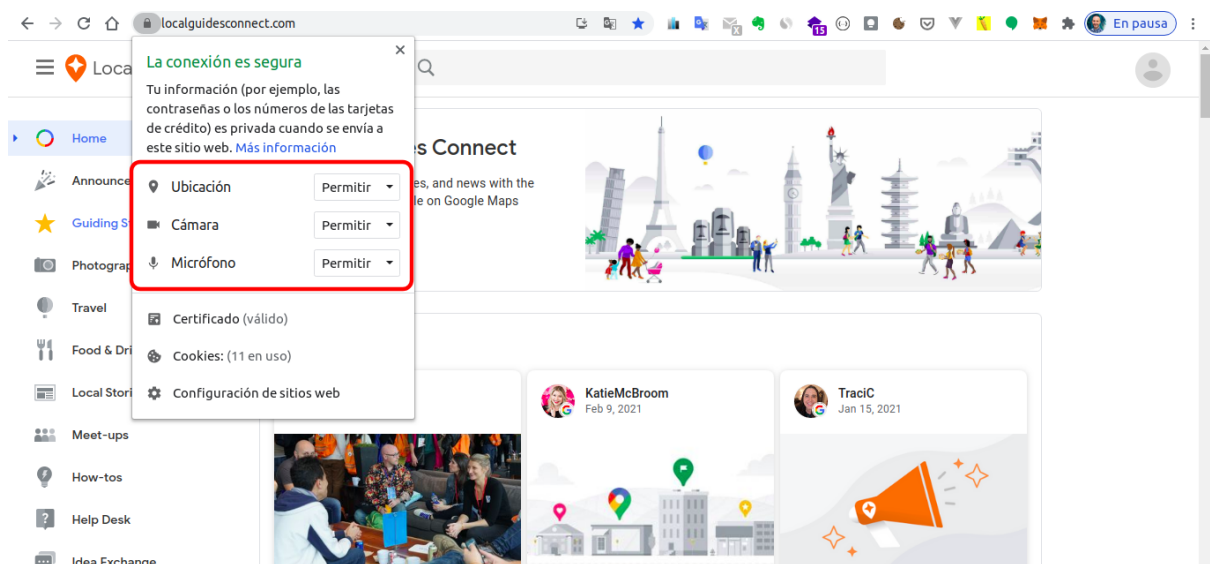 localguidesconnect.com
15
En pausa
Loca
La conexión es segura
Tu información (por ejemplo, las
contraseñas o los números de las tarjetas
de crédito) es privada cuando se envía a
este sitio web. Más información
Ubicación Permitir
Cámara Permitir
Micrófono Permitir
Certificado (válido)
Cookies: (11 en uso)
Configuración de sitios web
Home
Announce
Guiding S
Photograp
Travel
Food & Dri
Local Stori
Meet-ups
How-tos
Help Desk
Idea Exchange
s Connect
es, and news with the
le on Google Maps
KatieMcBroom
Feb 9, 2021
TraciC
Jan 15, 2021